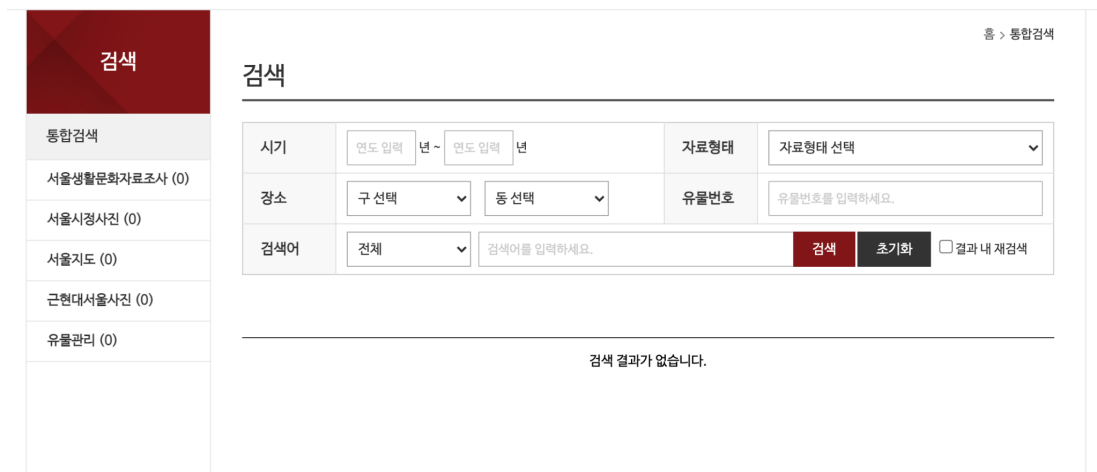 홈 > 통합검색
검색
검색
통합검색
서울생활문화자료조사 (0)
서울시정사진 (0)
서울지도 (0)
근현대서울사진 (0)
유물관리 (0)
시기 연도 입력 년 ~ 연도 입력 년 자료형태 자료형태 선택
장소 구 선택 동 선택 유물번호 유물번호를 입력하세요.
검색어 전체 검색어를 입력하세요. 검색 초기화 결과 내 재검색
검색 결과가 없습니다.